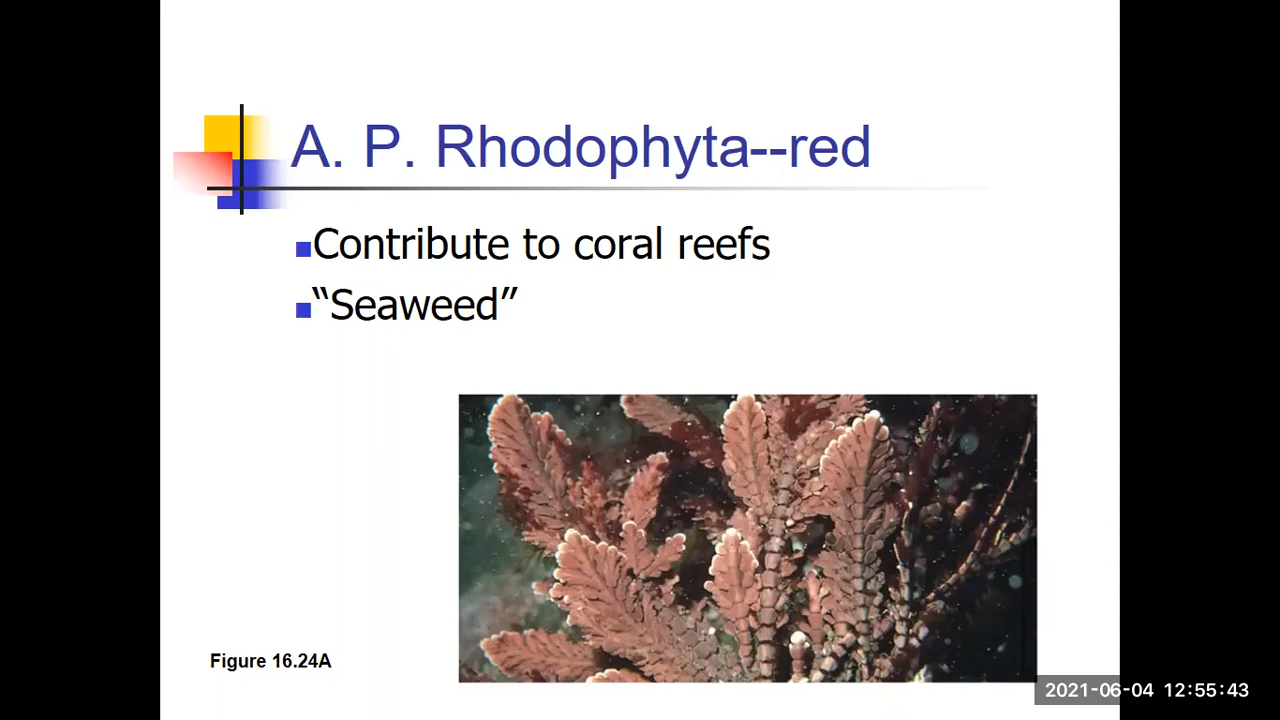 A. P. Rhodophyta--red
Contribute to coral reefs
“Seaweed”
Figure 16.24A
2021-06-04 12:55:43